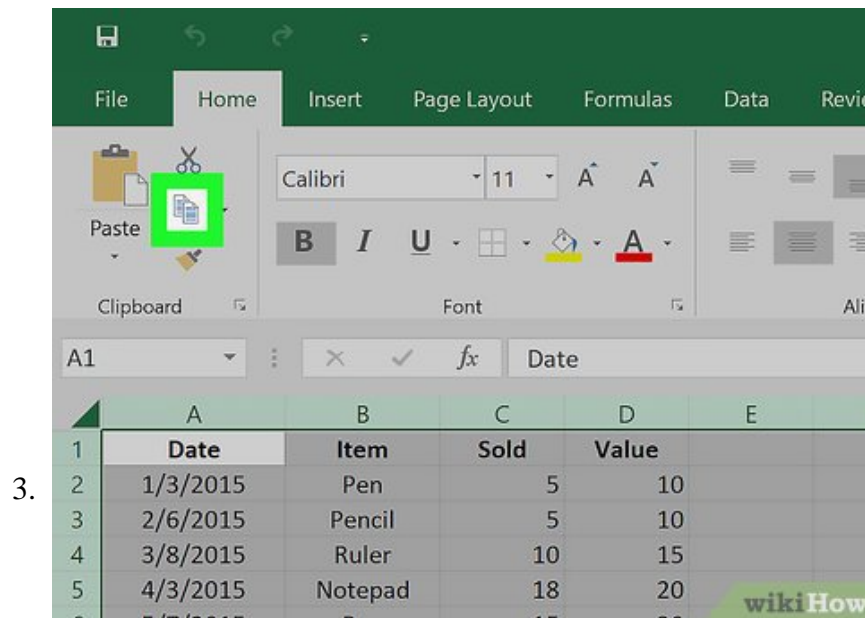 File Home Insert Page Layout Formulas Data
Calibri 11 A A
Paste
B I U A
Clipboard Font
A1 fx Date
A B C D E
1 Date Item Sold Value
2 1/3/2015 Pen 5 10
3. 3 2/6/2015 Pencil 5 10
4 3/8/2015 Ruler 10 15
5 4/3/2015 Notepad 18 20
wikiHow